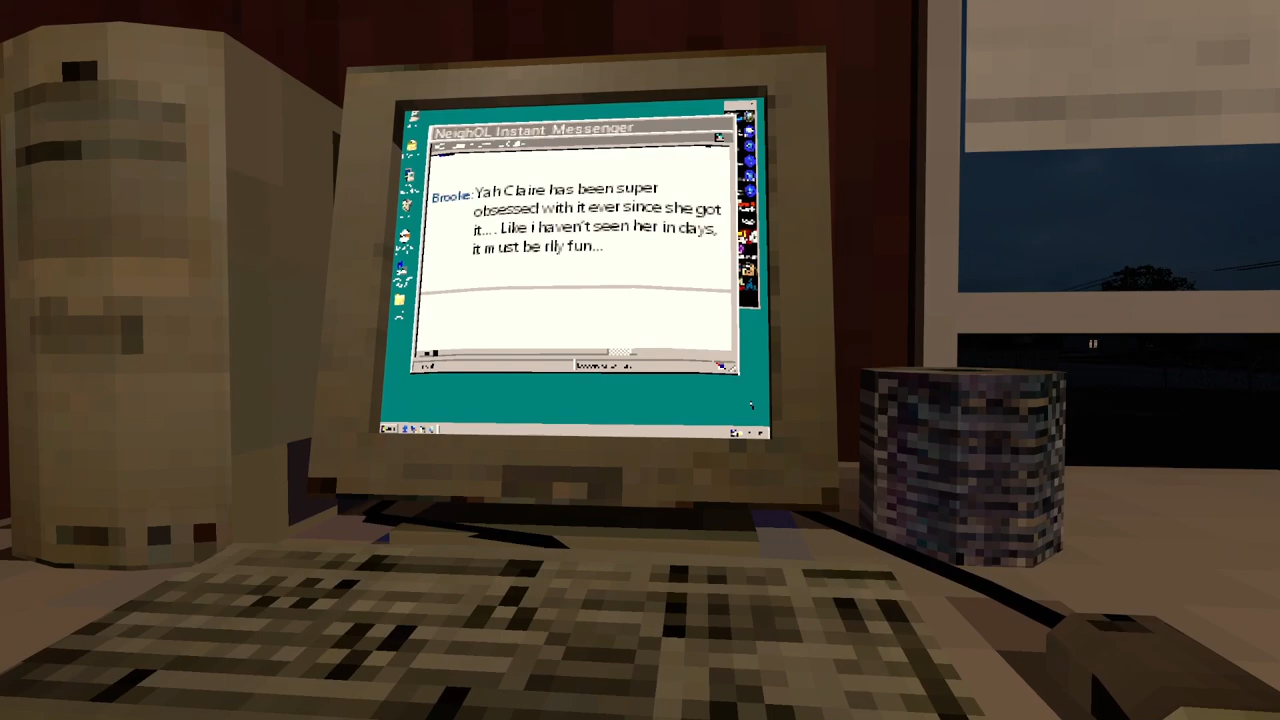 NeighOL Instant Messenger
Brooke: Yah Claire has been super
obsessed with it ever since she got
it.... Like i haven't seen her in days,
it must be rlly fun...